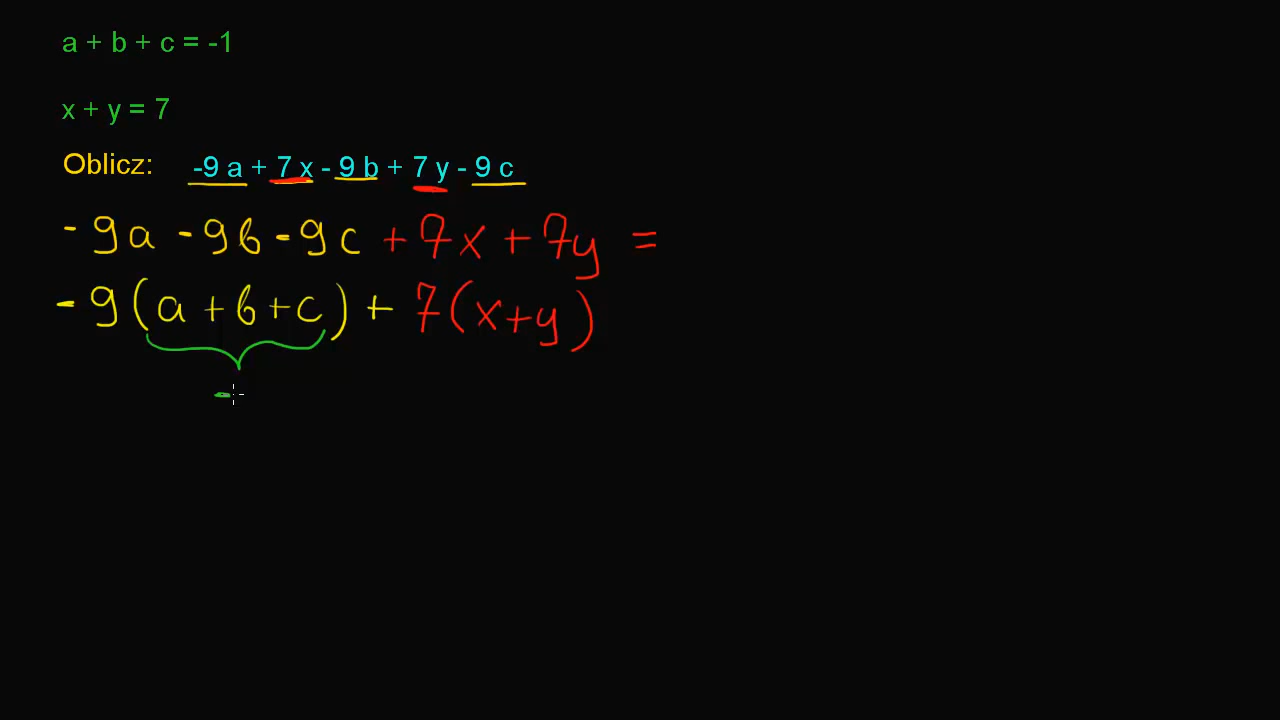 a + b + c = -1
x + y = 7
Oblicz: -9 a + 7 x - 9 b + 7 y - 9 c
- 9a - 9b - 9c + 7x + 7y =
- 9(a + b + c) + 7(x+y)
-